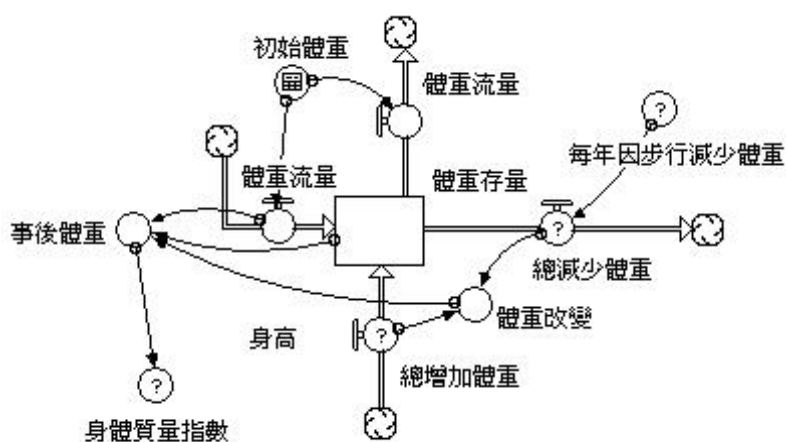 初始體重
體重流量
?
每年因步行減少體重
體重流量
體重存量
事後體重
?
總減少體重
體重改變
身高
?
總增加體重
?
身體質量指數